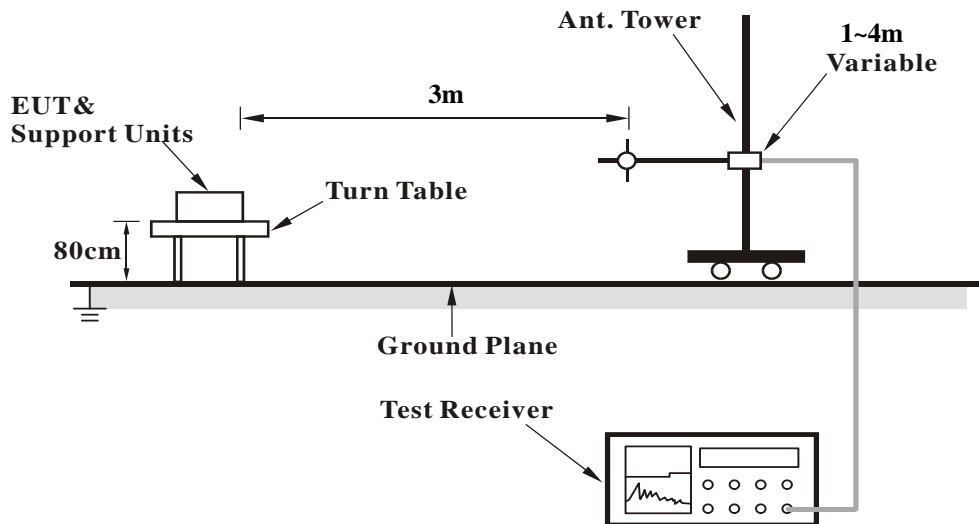 Ant. Tower
1~4m
Variable
3m
EUT&
Support Units
Turn Table
80cm
Ground Plane
Test Receiver